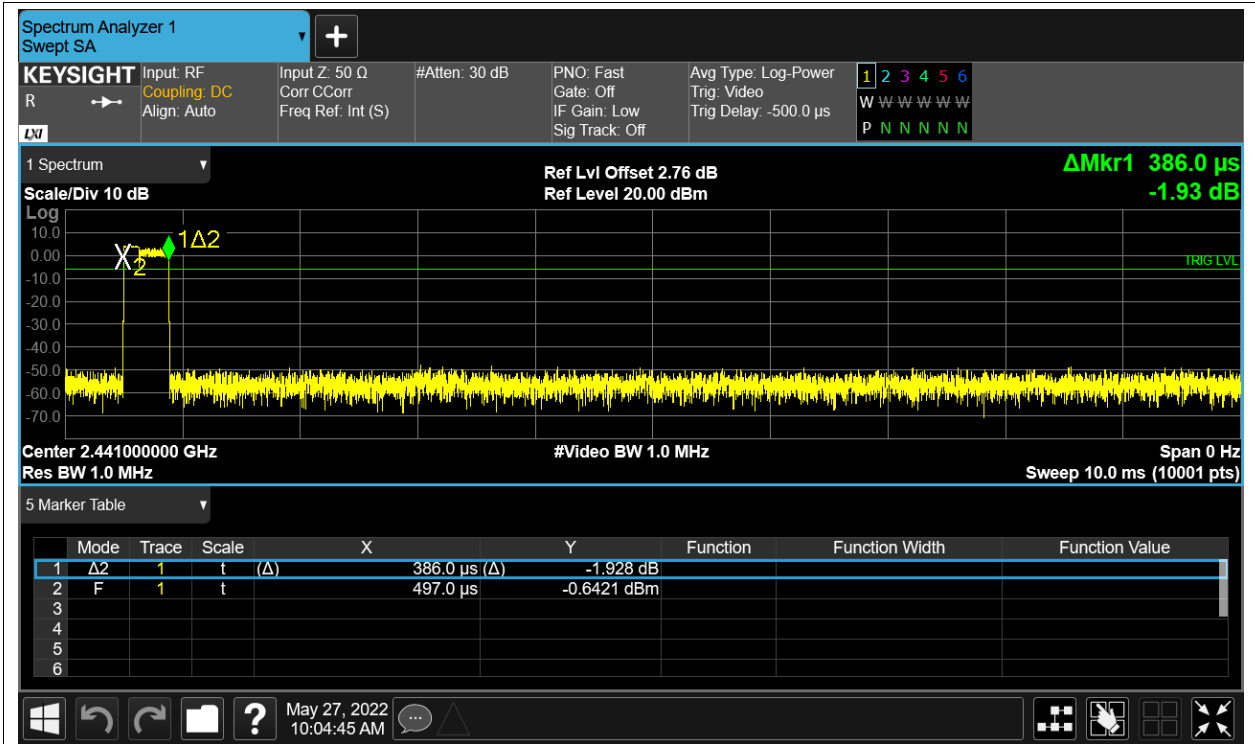 Spectrum Analyzer 1
Swept SA
KEYSIGHT Input: RF Input Z: 50 Ω #Atten: 30 dB PNO: Fast Avg Type: Log-Power 1 2 3 4 5 6
R Coupling: DC Corr CCorr Gate: Off Trig: Video
Align: Auto Freq Ref: Int (S) IF Gain: Low Trig Delay: -500.0 µs W W W W W W
LXI Sig Track: Off P N N N N N
1 Spectrum Ref Lvl Offset 2.76 dB ΔMkr1 386.0 µs
Scale/Div 10 dB Ref Level 20.00 dBm -1.93 dB
Log
10.0
0.00
-10.0
-20.0
-30.0
-40.0
-50.0
-60.0
-70.0
1Δ2
X2
TRIG LVL
Center 2.441000000 GHz #Video BW 1.0 MHz Span 0 Hz
Res BW 1.0 MHz Sweep 10.0 ms (10001 pts)
5 Marker Table
Mode Trace Scale X Y Function Function Width Function Value
1 Δ2 1 t (Δ) 386.0 µs (Δ) -1.928 dB
2 F 1 t 497.0 µs -0.6421 dBm
3
4
5
6
? May 27, 2022
10:04:45 AM